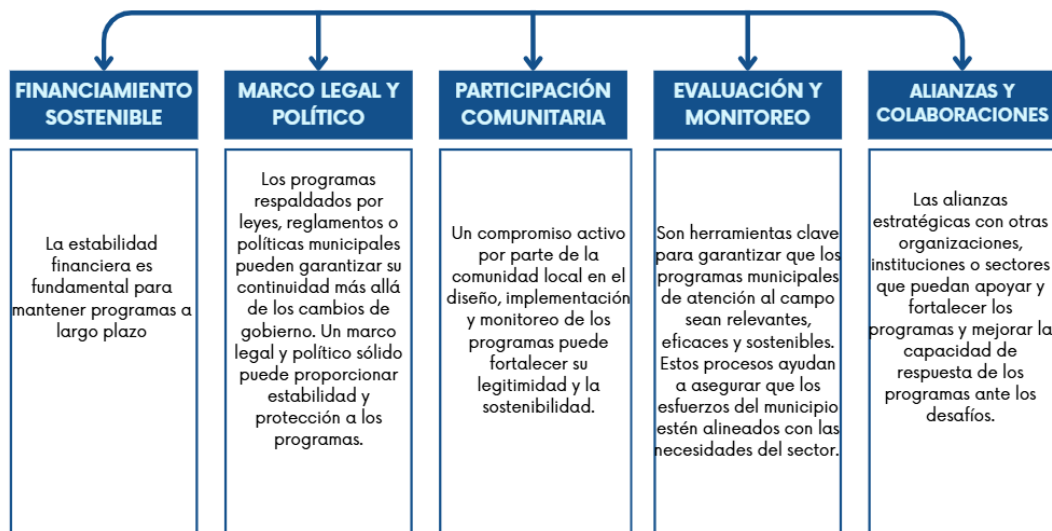 FINANCIAMIENTO
SOSTENIBLE
La estabilidad
financiera es
fundamental para
mantener programas a
largo plazo
MARCO LEGAL Y
POLÍTICO
Los programas
respaldados por
leyes, reglamentos o
políticas municipales
pueden garantizar su
continuidad más allá
de los cambios de
gobierno. Un marco
legal y político sólido
puede proporcionar
estabilidad y
protección a los
programas.
PARTICIPACIÓN
COMUNITARIA
Un compromiso activo
por parte de la
comunidad local en el
diseño, implementación
y monitoreo de los
programas puede
fortalecer su
legitimidad y la
sostenibilidad.
EVALUACIÓN Y
MONITOREO
Son herramientas clave
para garantizar que los
programas municipales
de atención al campo
sean relevantes,
eficaces y sostenibles.
Estos procesos ayudan
a asegurar que los
esfuerzos del municipio
estén alineados con las
necesidades del sector.
ALIANZAS Y
COLABORACIONES
Las alianzas
estratégicas con otras
organizaciones,
instituciones o sectores
que puedan apoyar y
fortalecer los
programas y mejorar la
capacidad de
respuesta de los
programas ante los
desafíos.